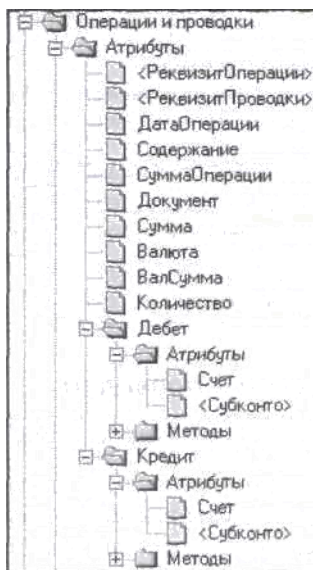 Операции и проводки
Атрибуты
<РеквизитОперации>
<РеквизитПроводки>
ДатаОперации
Содержание
СуммаОперации
Документ
Сумма
Валюта
ВалСумма
Количество
Дебет
Атрибуты
Счет
<Субконто>
Методы
Кредит
Атрибуты
Счет
<Субконто>
Методы